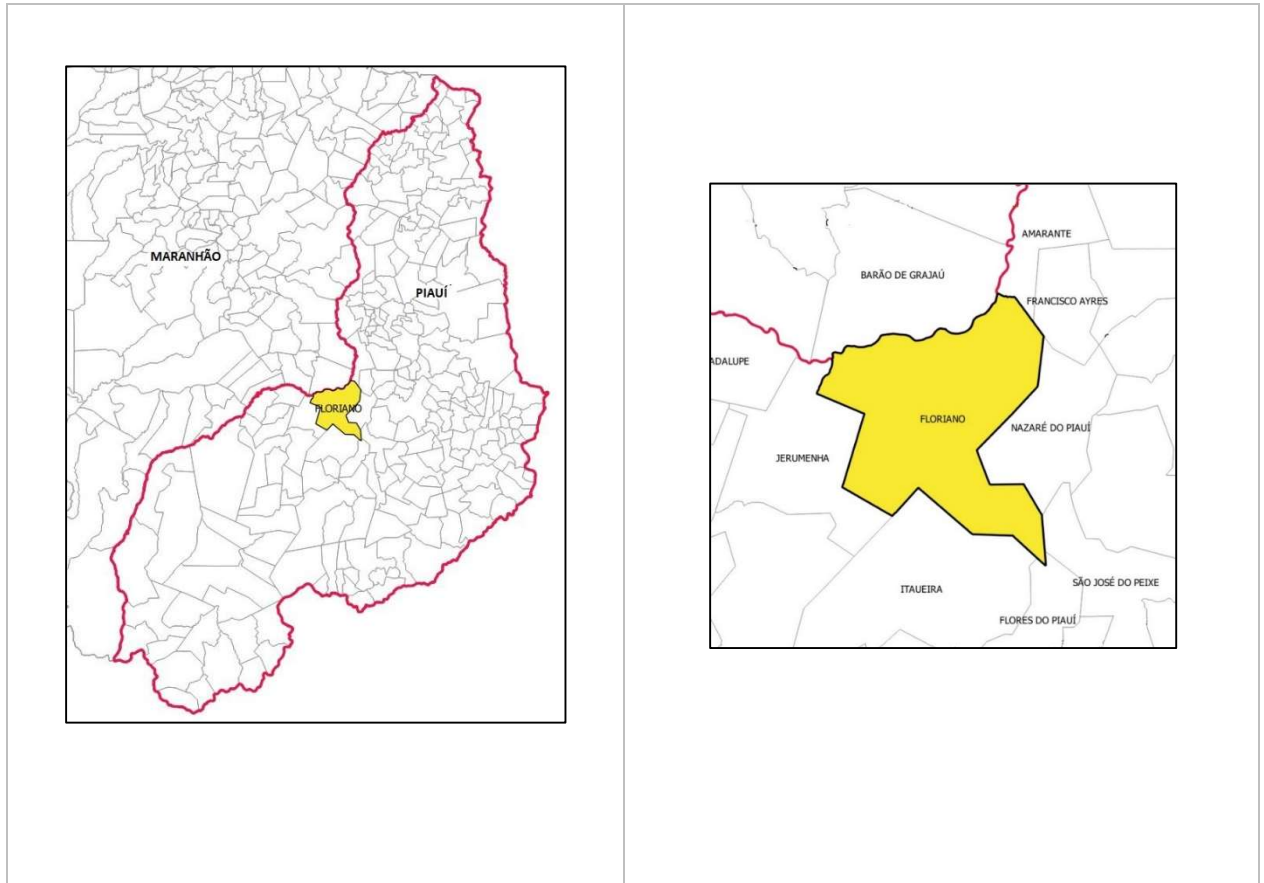 MARANHÃO
PIAUÍ
FLORIANO
AMARANTE
BARÃO DE GRAJAÚ
FRANCISCO AYRES
ADALUPE
FLORIANO
NAZARÉ DO PIAUÍ
JERUMENHA
SÃO JOSÉ DO PEIXE
ITAUEIRA
FLORES DO PIAUÍ